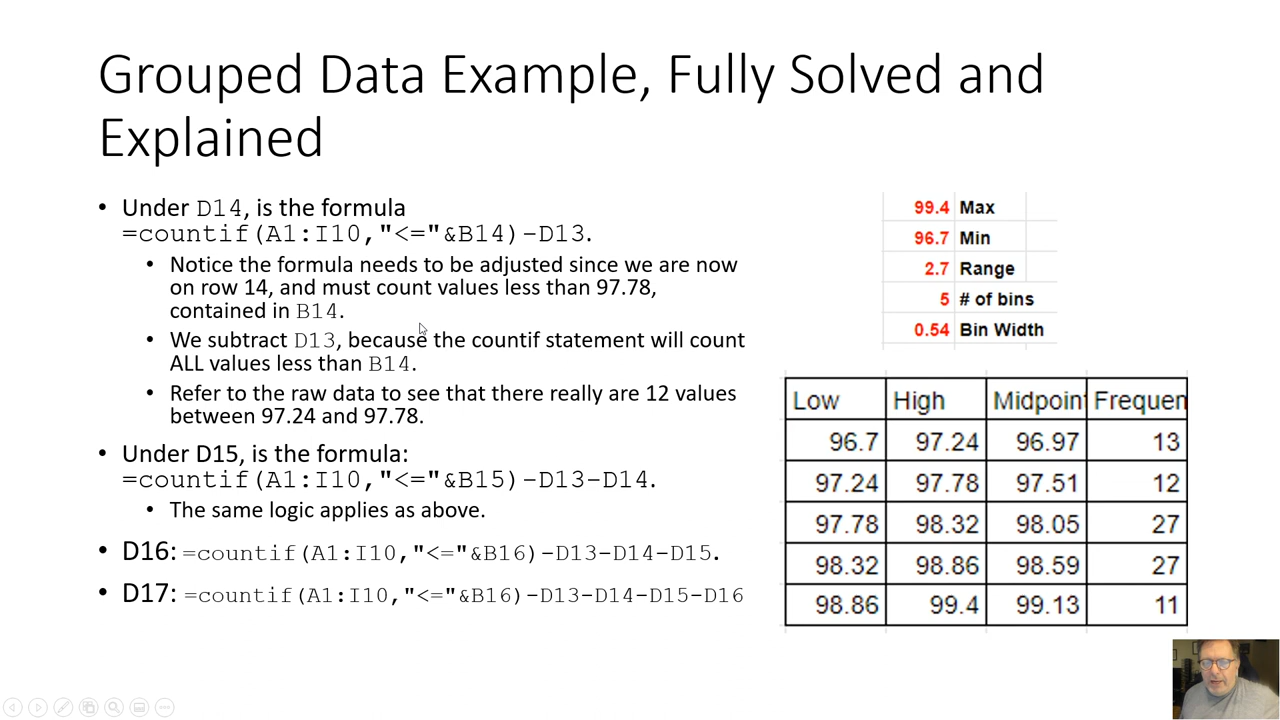 Grouped Data Example, Fully Solved and
Explained
• Under D14, is the formula
=countif(A1:I10,"<="&B14)-D13.
• Notice the formula needs to be adjusted since we are now
on row 14, and must count values less than 97.78,
contained in B14.
• We subtract D13, because the countif statement will count
ALL values less than B14.
• Refer to the raw data to see that there really are 12 values
between 97.24 and 97.78.
• Under D15, is the formula:
=countif(A1:I10,"<="&B15)-D13-D14.
• The same logic applies as above.
• D16: =countif(A1:I10,"<="&B16)-D13-D14-D15.
• D17: =countif(A1:I10,"<="&B16)-D13-D14-D15-D16
99.4 Max
96.7 Min
2.7 Range
5 # of bins
0.54 Bin Width
Low High Midpoint Frequen
96.7 97.24 96.97 13
97.24 97.78 97.51 12
97.78 98.32 98.05 27
98.32 98.86 98.59 27
98.86 99.4 99.13 11